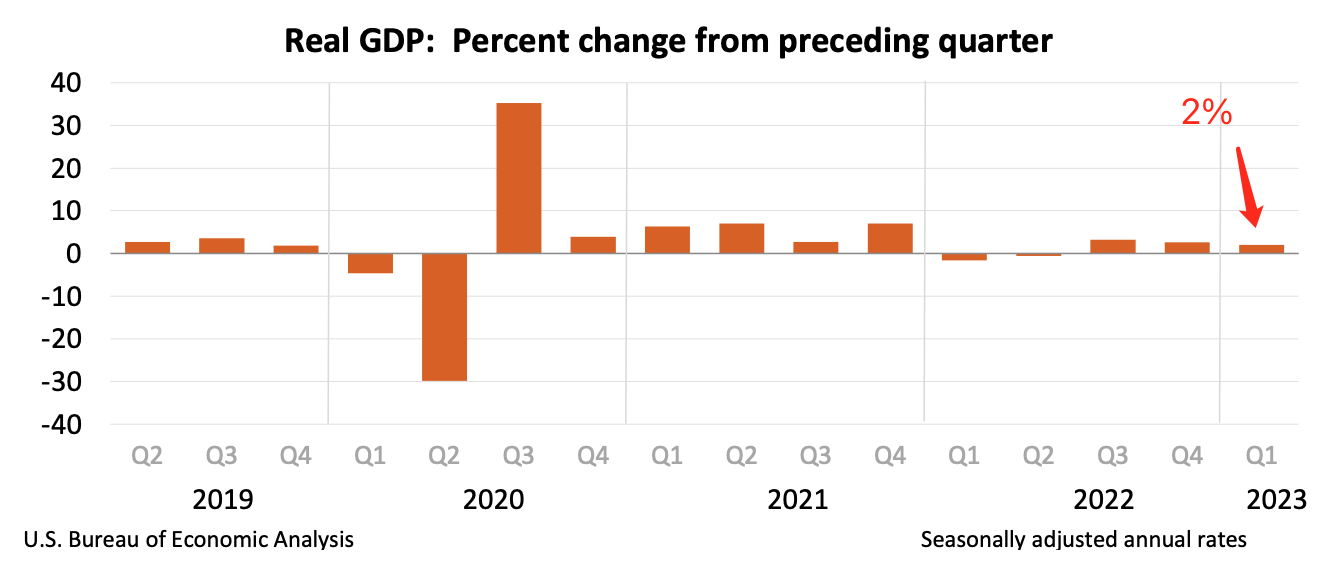 Real GDP:  Percent change from preceding quarter
40
30
20
10
0
-10
-20
-30
-40
2%
Q2 Q3 Q4 Q1 Q2 Q3 Q4 Q1 Q2 Q3 Q4 Q1 Q2 Q3 Q4 Q1
2019 2020 2021 2022 2023
U.S. Bureau of Economic Analysis
Seasonally adjusted annual rates